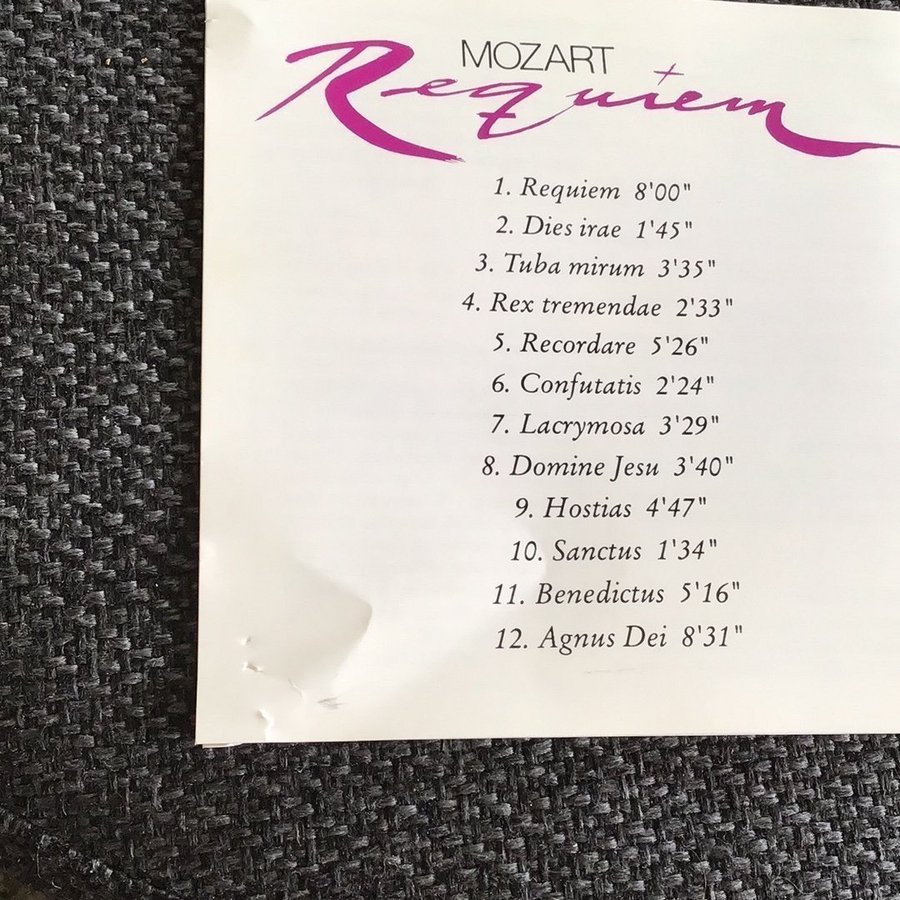 MOZART
Requiem
1. Requiem 8'00"
2. Dies irae 1'45"
3. Tuba mirum 3'35"
4. Rex tremendae 2'33"
5. Recordare 5'26"
6. Confutatis 2'24"
7. Lacrymosa 3'29"
8. Domine Jesu 3'40"
9. Hostias 4'47"
10. Sanctus 1'34"
11. Benedictus 5'16"
12. Agnus Dei 8'31"